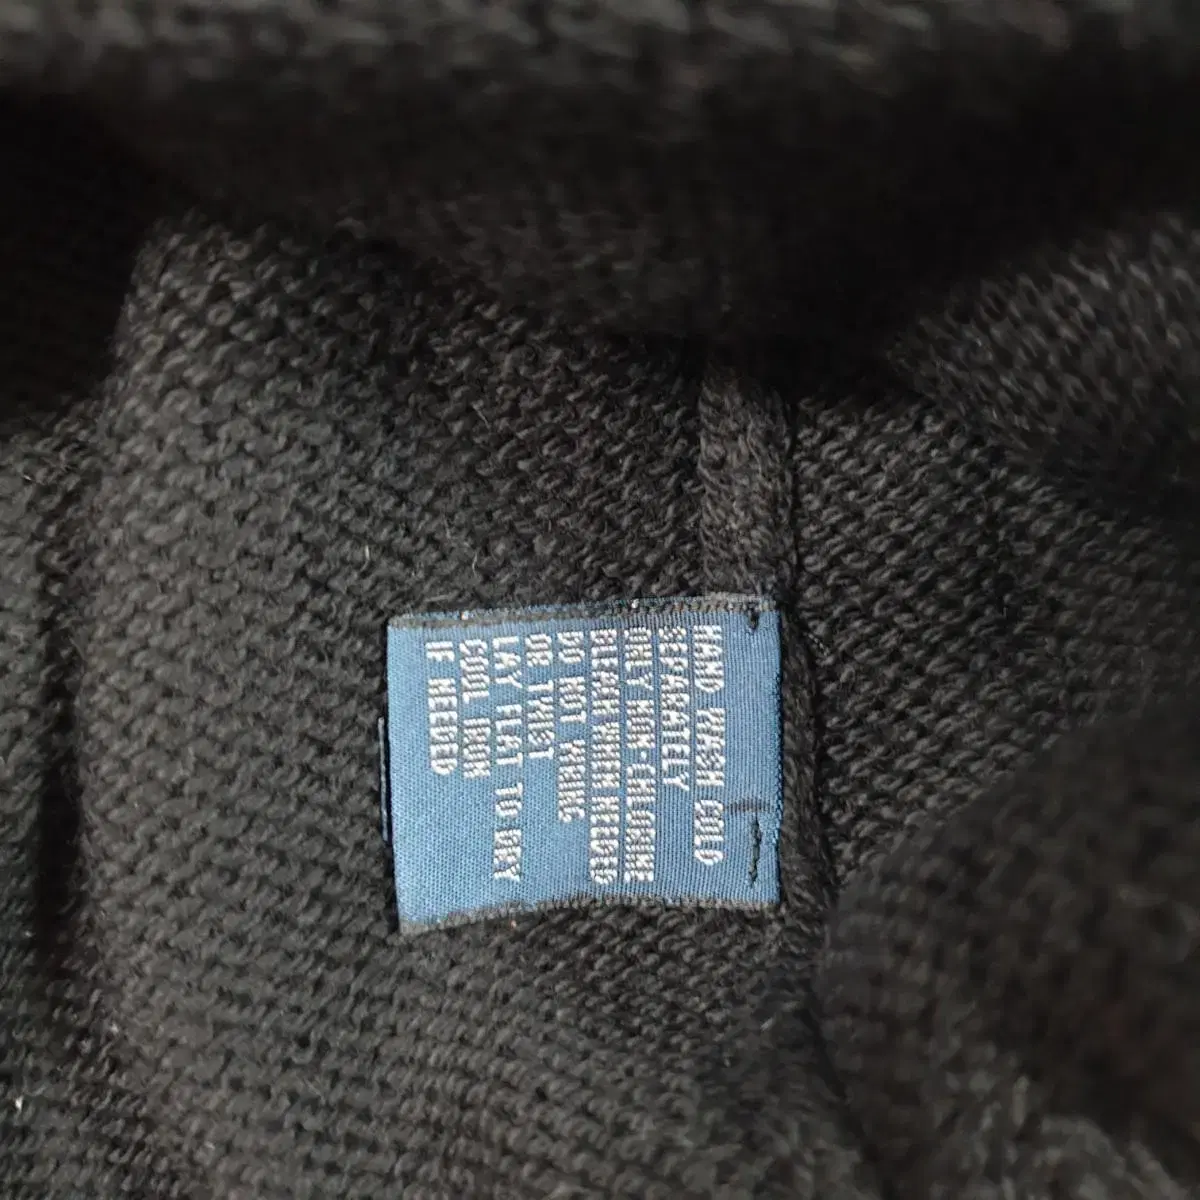 HAND WASH COLD
SEPARATELY
ONLY NON-CHLORINE
BLEACH WHEN NEEDED
DO NOT WRING
OR TWIST
LAY FLAT TO DRY
COOL IRON
IF NEEDED